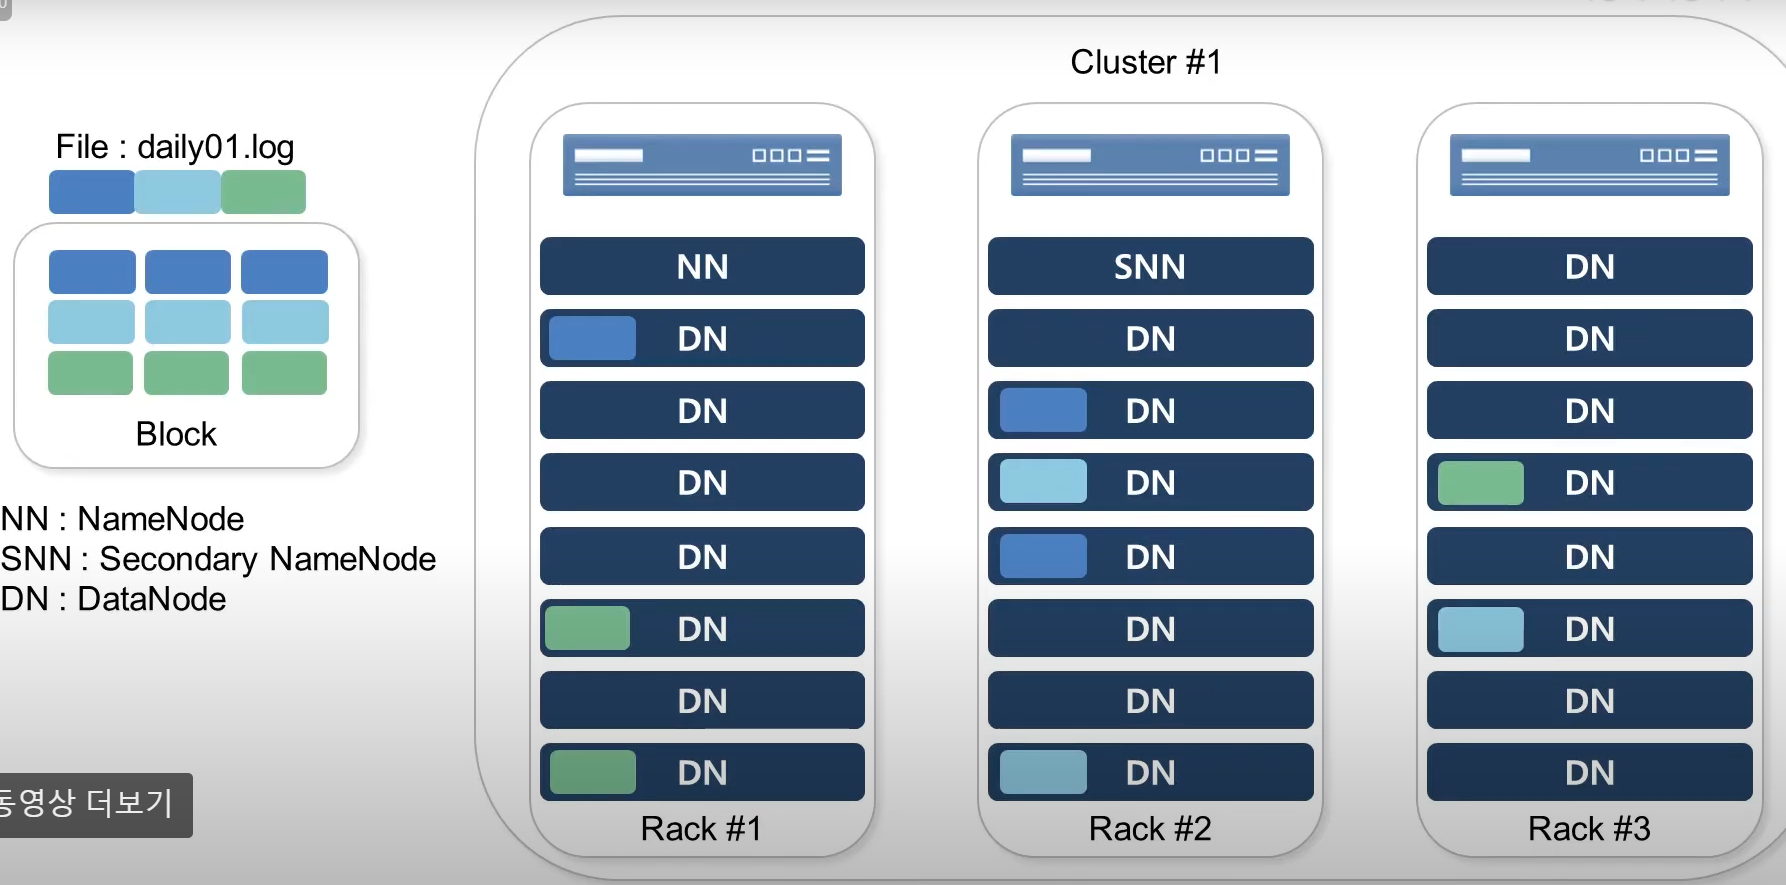 Cluster #1
File : daily01.log
Block
NN : NameNode
SNN : Secondary NameNode
DN : DataNode
동영상 더보기
NN
DN
DN
DN
DN
DN
DN
DN
Rack #1
SNN
DN
DN
DN
DN
DN
DN
DN
Rack #2
DN
DN
DN
DN
DN
DN
DN
DN
Rack #3